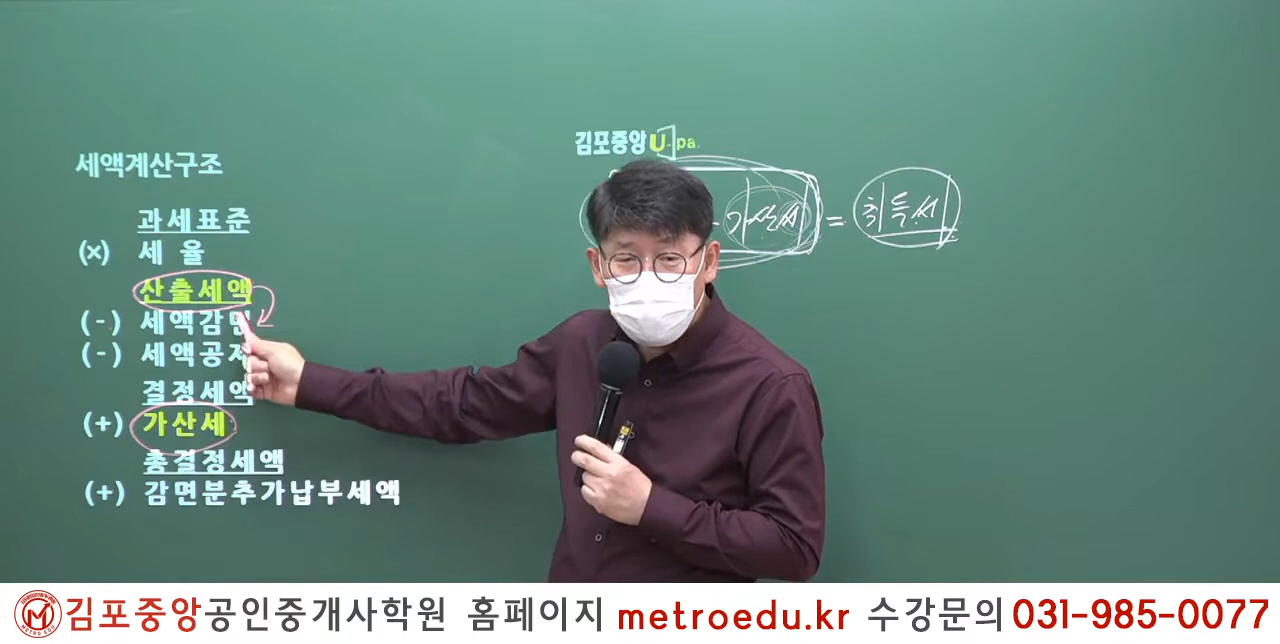 김포중앙 U pa
세액계산구조
과세표준
(×) 세 율
산출세액
(-) 세액감면
(-) 세액공제
결정세액
(+) 가산세
총결정세액
(+) 감면분추가납부세액
가산세 = 취득세
METRO EDU
김포중앙공인중개사학원 홈페이지 metroedu.kr 수강문의 031-985-0077